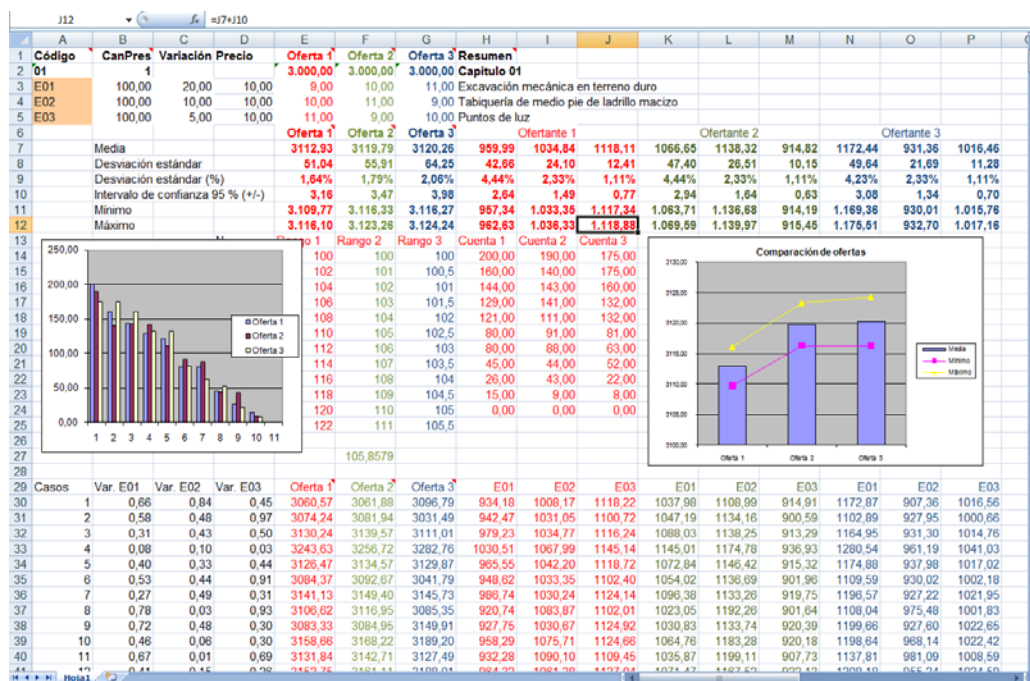 J12 fx =J7+J10
A B C D E F G H I J K L M N O P
1 Código CanPres Variación Precio Oferta 1 Oferta 2 Oferta 3 Resumen
2 01 1 3.000,00 3.000,00 3.000,00 Capitulo 01
3 E01 100,00 20,00 10,00 9,00 10,00 11,00 Excavación mecánica en terreno duro
4 E02 100,00 10,00 10,00 10,00 11,00 9,00 Tabiquería de medio pie de ladrillo macizo
5 E03 100,00 5,00 10,00 11,00 9,00 10,00 Puntos de luz
6 Oferta 1 Oferta 2 Oferta 3 Ofertante 1 Ofertante 2 Ofertante 3
7 Media 3112,93 3119,79 3120,26 959,99 1034,84 1118,11 1066,65 1138,32 914,82 1172,44 931,36 1016,46
8 Desviación estándar 51,04 55,91 64,25 42,66 24,10 12,41 47,40 26,51 10,15 49,64 21,69 11,28
9 Desviación estándar (%) 1,64% 1,79% 2,06% 4,44% 2,33% 1,11% 4,44% 2,33% 1,11% 4,23% 2,33% 1,11%
10 Intervalo de confianza 95 % (+/-) 3,16 3,47 3,98 2,64 1,49 0,77 2,94 1,64 0,63 3,08 1,34 0,70
11 Mínimo 3.109,77 3.116,33 3.116,27 957,34 1.033,35 1.117,34 1.063,71 1.136,68 914,19 1.169,36 930,01 1.015,76
12 Máximo 3.116,10 3.123,26 3.124,24 962,63 1.036,33 1.118,88 1.069,59 1.139,97 915,45 1.175,51 932,70 1.017,16
13 Rango 2 Rango 3 Cuenta 1 Cuenta 2 Cuenta 3
14 100 100 100 200,00 190,00 175,00
15 102 101 100,5 160,00 140,00 175,00
16 104 102 101 144,00 143,00 160,00
17 106 103 101,5 129,00 141,00 132,00
18 108 104 102 121,00 111,00 132,00
19 110 105 102,5 80,00 91,00 81,00
20 112 106 103 80,00 88,00 63,00
21 114 107 103,5 45,00 44,00 52,00
22 116 108 104 26,00 43,00 22,00
23 118 109 104,5 15,00 9,00 8,00
24 120 110 105 0,00 0,00 0,00
25 122 111 105,5
26
27 105,8579
28
250,00
200,00
150,00
100,00
50,00
0,00
1 2 3 4 5 6 7 8 9 10 11
Oferta 1
Oferta 2
Oferta 3
Comparación de ofertas
3130,00
3125,00
3120,00
3115,00
3110,00
3105,00
3100,00
Oferta 1 Oferta 2 Oferta 3
Media
Mínimo
Máximo
29 Casos Var. E01 Var. E02 Var. E03 Oferta 1 Oferta 2 Oferta 3 E01 E02 E03 E01 E02 E03 E01 E02 E03
30 1 0,66 0,84 0,45 3060,57 3061,88 3096,79 934,18 1008,17 1118,22 1037,98 1108,99 914,91 1172,87 907,36 1016,56
31 2 0,58 0,48 0,97 3074,24 3081,94 3031,49 942,47 1031,05 1100,72 1047,19 1134,16 900,59 1102,89 927,95 1000,66
32 3 0,31 0,43 0,50 3130,24 3139,57 3111,01 979,23 1034,77 1116,24 1088,03 1138,25 913,29 1164,95 931,30 1014,76
33 4 0,08 0,10 0,03 3243,63 3256,72 3282,76 1030,51 1067,99 1145,14 1145,01 1174,78 936,93 1280,54 961,19 1041,03
34 5 0,40 0,33 0,44 3126,47 3134,57 3129,87 965,55 1042,20 1118,72 1072,84 1146,42 915,32 1174,88 937,98 1017,02
35 6 0,53 0,44 0,91 3084,37 3092,67 3041,79 948,62 1033,35 1102,40 1054,02 1136,69 901,96 1109,59 930,02 1002,18
36 7 0,27 0,49 0,31 3141,13 3149,40 3145,73 986,74 1030,24 1124,14 1096,38 1133,26 919,75 1196,57 927,22 1021,95
37 8 0,78 0,03 0,93 3106,62 3116,95 3085,35 920,74 1083,87 1102,01 1023,05 1192,26 901,64 1108,04 975,48 1001,83
38 9 0,72 0,48 0,30 3083,33 3084,95 3149,91 927,75 1030,67 1124,92 1030,83 1133,74 920,39 1199,66 927,60 1022,65
39 10 0,46 0,06 0,30 3158,66 3168,22 3189,20 958,29 1075,71 1124,66 1064,76 1183,28 920,18 1198,64 968,14 1022,42
40 11 0,67 0,01 0,69 3131,84 3142,71 3127,49 932,28 1090,10 1109,45 1035,87 1199,11 907,73 1137,81 981,09 1008,59
Hoja1